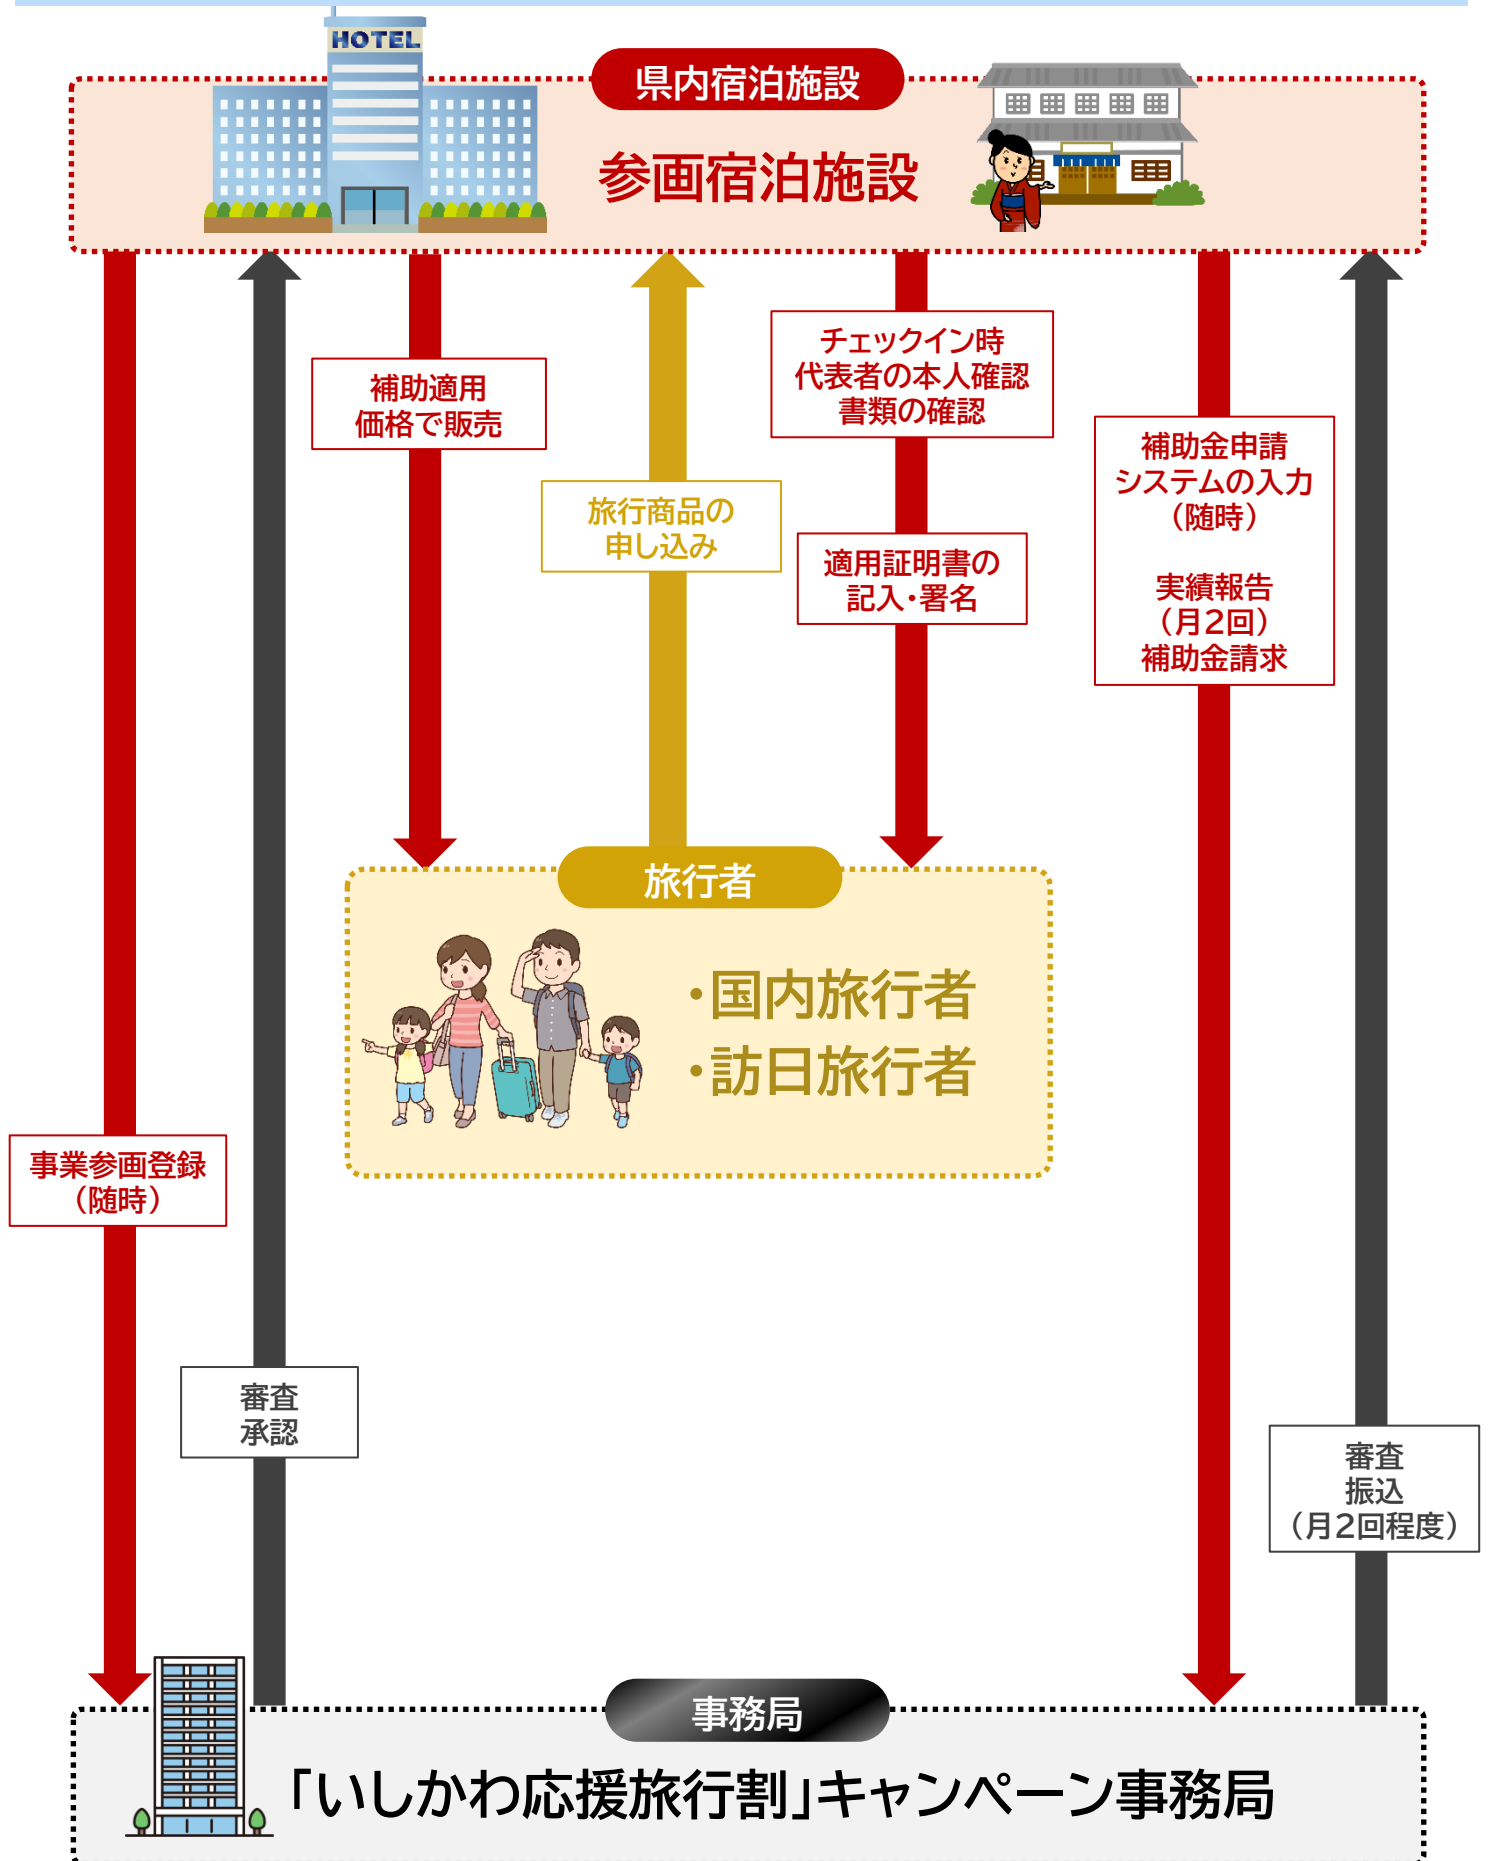 HOTEL
県内宿泊施設
参画宿泊施設
補助適用
価格で販売
旅行商品の
申し込み
チェックイン時
代表者の本人確認
書類の確認
適用証明書の
記入・署名
補助金申請
システムの入力
（随時）
実績報告
（月2回）
補助金請求
旅行者
・国内旅行者
・訪日旅行者
事業参画登録
（随時）
審査
承認
審査
振込
（月2回程度）
事務局
「いしかわ応援旅行割」キャンペーン事務局